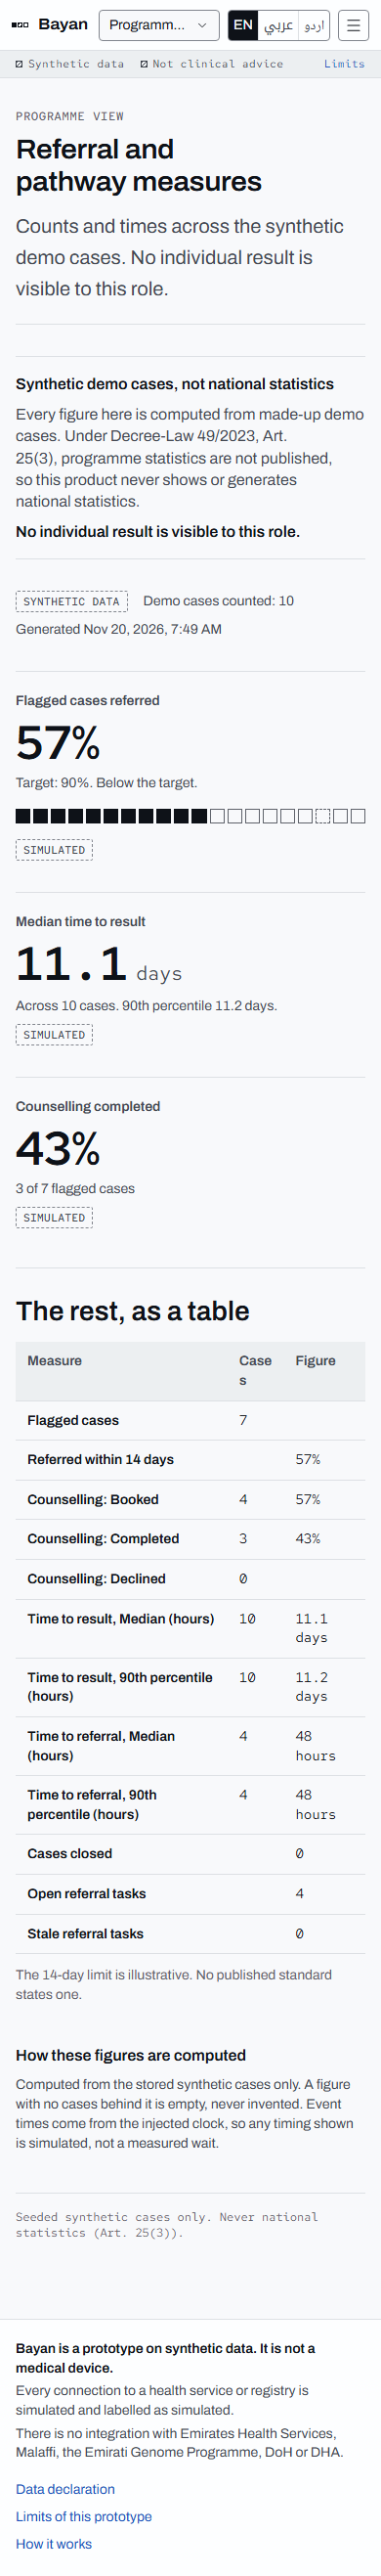 Bayan
Programm...
EN
عربي
اردو
Synthetic data
Not clinical advice
Limits
PROGRAMME VIEW
Referral and
pathway measures
Counts and times across the synthetic
demo cases. No individual result is
visible to this role.
Synthetic demo cases, not national statistics
Every figure here is computed from made-up demo
cases. Under Decree-Law 49/2023, Art.
25(3), programme statistics are not published,
so this product never shows or generates
national statistics.
No individual result is visible to this role.
SYNTHETIC DATA Demo cases counted: 10
Generated Nov 20, 2026, 7:49 AM
Flagged cases referred
57%
Target: 90%. Below the target.
SIMULATED
Median time to result
11.1 days
Across 10 cases. 90th percentile 11.2 days.
SIMULATED
Counselling completed
43%
3 of 7 flagged cases
SIMULATED
The rest, as a table
Measure Cases Figure
Flagged cases 7
Referred within 14 days 57%
Counselling: Booked 4 57%
Counselling: Completed 3 43%
Counselling: Declined 0
Time to result, Median (hours) 10 11.1 days
Time to result, 90th percentile (hours) 10 11.2 days
Time to referral, Median (hours) 4 48 hours
Time to referral, 90th percentile (hours) 4 48 hours
Cases closed 0
Open referral tasks 4
Stale referral tasks 0
The 14-day limit is illustrative. No published standard
states one.
How these figures are computed
Computed from the stored synthetic cases only. A figure
with no cases behind it is empty, never invented. Event
times come from the injected clock, so any timing shown
is simulated, not a measured wait.
Seeded synthetic cases only. Never national
statistics (Art. 25(3)).
Bayan is a prototype on synthetic data. It is not a
medical device.
Every connection to a health service or registry is
simulated and labelled as simulated.
There is no integration with Emirates Health Services,
Malaffi, the Emirati Genome Programme, DoH or DHA.
Data declaration
Limits of this prototype
How it works